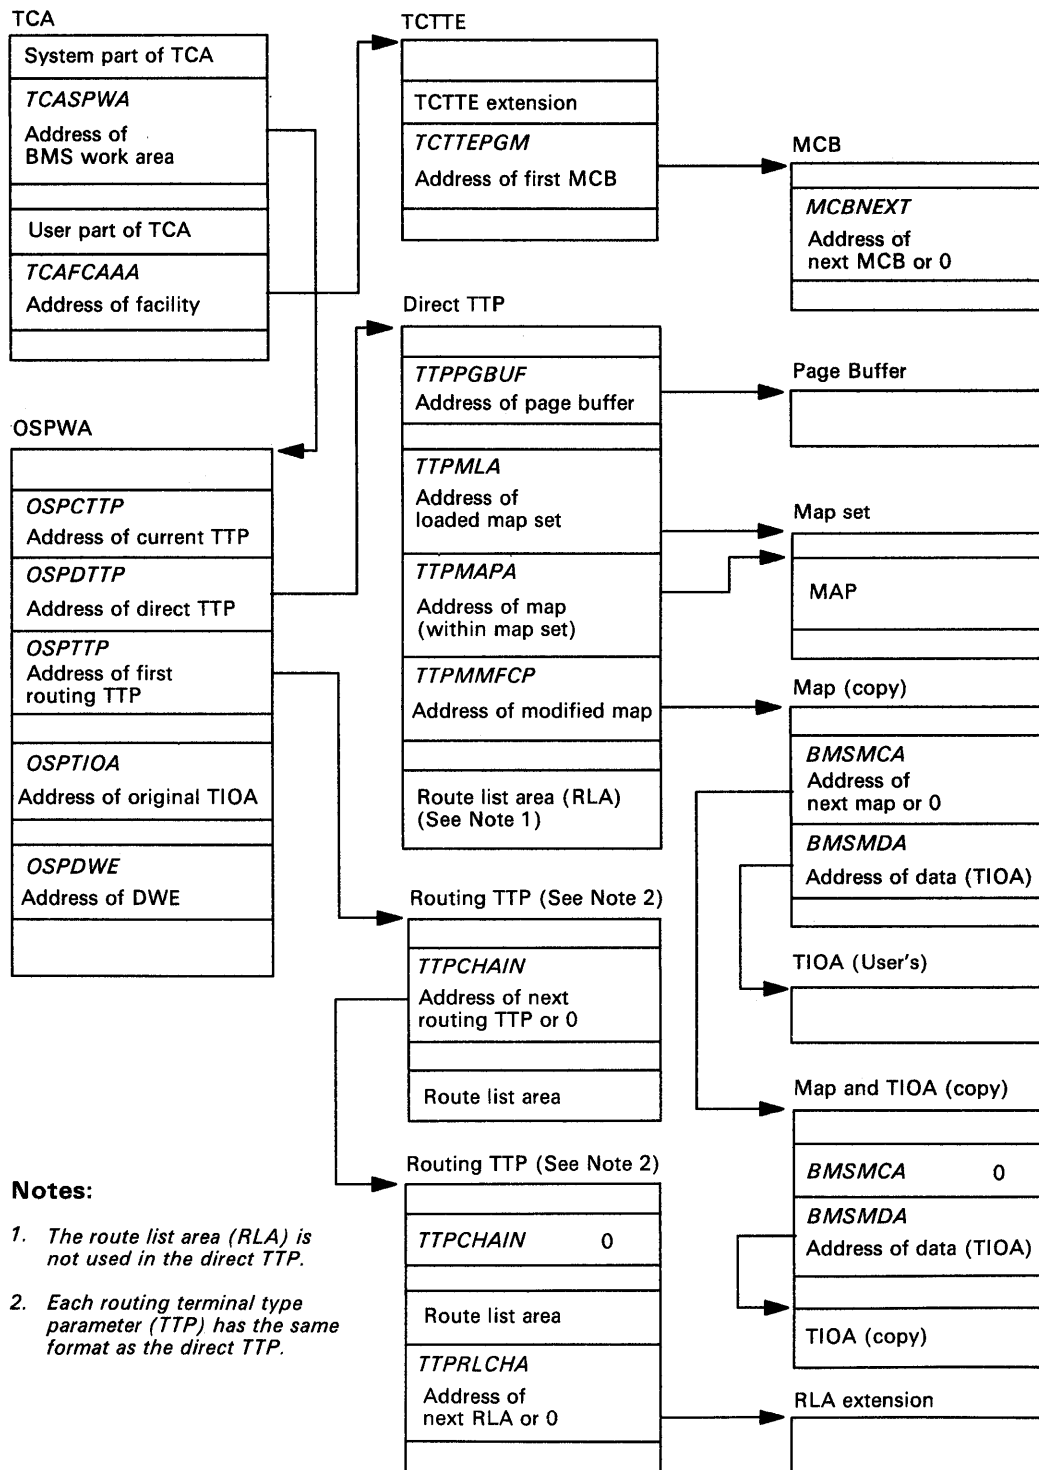 TCA
System part of TCA
TCASPWA
Address of
BMS work area
User part of TCA
TCAFCAAA
Address of facility
OSPWA
OSPCTTP
Address of current TTP
OSPDTTP
Address of direct TTP
OSPTTP
Address of first
routing TTP
OSPTIOA
Address of original TIOA
OSPDWE
Address of DWE
TCTTE
TCTTE extension
TCTTEPGM
Address of first MCB
Direct TTP
TTPPGBUF
Address of page buffer
TTPMLA
Address of
loaded map set
TTPMAPA
Address of map
(within map set)
TTPMMFCP
Address of modified map
Route list area (RLA)
(See Note 1)
Routing TTP (See Note 2)
TTPCHAIN
Address of next
routing TTP or 0
Route list area
Routing TTP (See Note 2)
TTPCHAIN 0
Route list area
TTPRLCHA
Address of
next RLA or 0
MCB
MCBNEXT
Address of
next MCB or 0
Page Buffer
Map set
MAP
Map (copy)
BMSMCA
Address of
next map or 0
BMSMDA
Address of data (TIOA)
TIOA (User's)
Map and TIOA (copy)
BMSMCA 0
BMSMDA
Address of data (TIOA)
TIOA (copy)
RLA extension
Notes:
1. The route list area (RLA) is
not used in the direct TTP.
2. Each routing terminal type
parameter (TTP) has the same
format as the direct TTP.